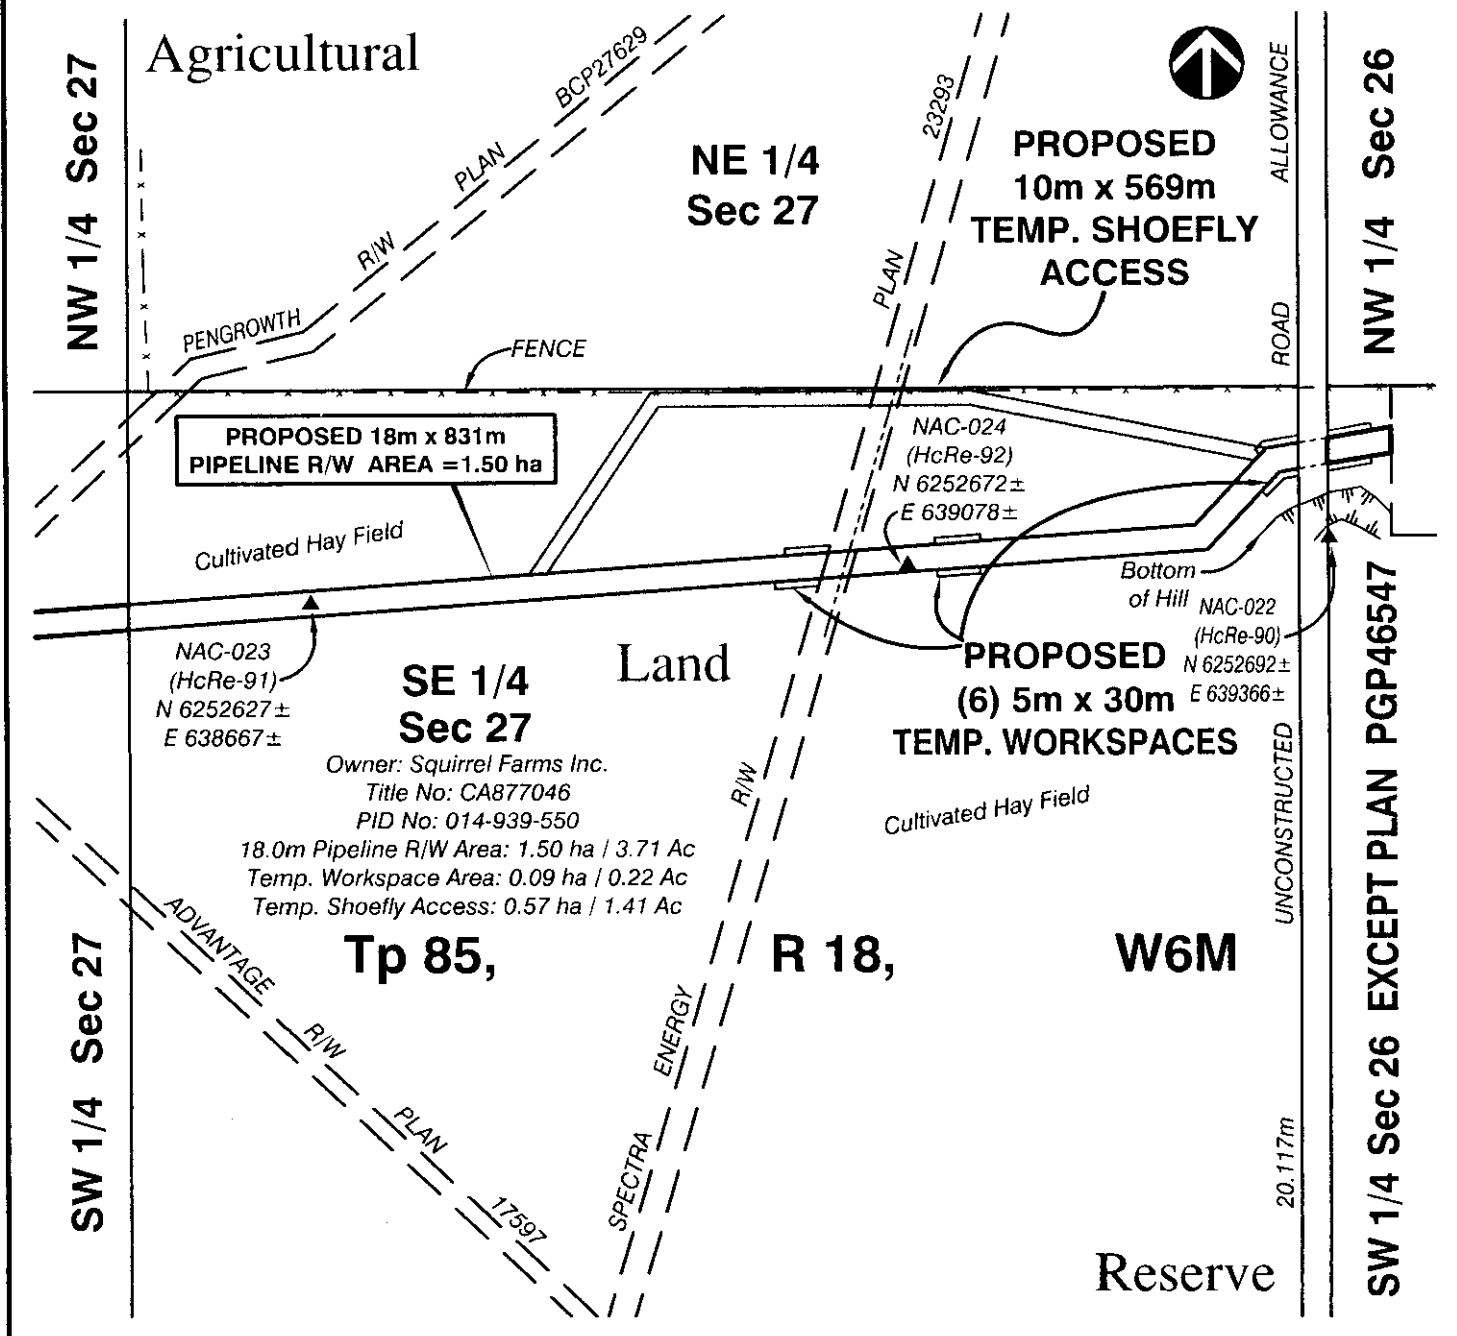 Agricultural
NW 1/4 Sec 27
PENGROWTH R/W PLAN BCP27629
NE 1/4
Sec 27
PROPOSED
10m x 569m
TEMP. SHOEFLY
ACCESS
NW 1/4 Sec 26
FENCE
PROPOSED 18m x 831m
PIPELINE R/W AREA =1.50 ha
NAC-024
(HcRe-92)
N 6252672±
E 639078±
Cultivated Hay Field
Bottom
of Hill
NAC-022
(HcRe-90)
N 6252692±
E 639366±
NAC-023
(HcRe-91)
N 6252627±
E 638667±
Land
PROPOSED
(6) 5m x 30m
TEMP. WORKSPACES
SE 1/4
Sec 27
Owner: Squirrel Farms Inc.
Title No: CA877046
PID No: 014-939-550
18.0m Pipeline R/W Area: 1.50 ha / 3.71 Ac
Temp. Workspace Area: 0.09 ha / 0.22 Ac
Temp. Shoefly Access: 0.57 ha / 1.41 Ac
Cultivated Hay Field
SPECTRA ENERGY R/W PLAN 23293
20.117m UNCONSTRUCTED ROAD ALLOWANCE
SW 1/4 Sec 26 EXCEPT PLAN PGP46547
Tp 85, R 18, W6M
SW 1/4 Sec 27
ADVANTAGE R/W PLAN 17597
Reserve